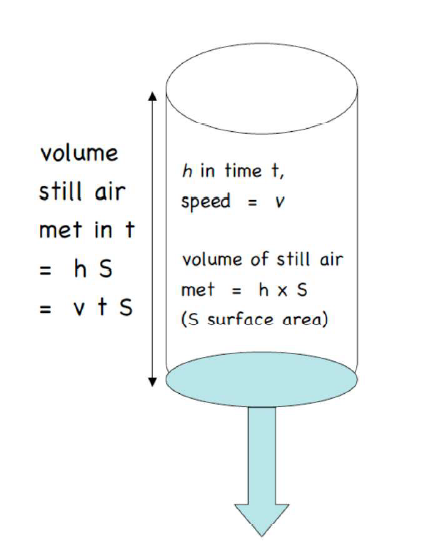 volume
still air
met in t
= h S
= v t S
h in time t,
speed = v
volume of still air
met = h x S
(S surface area)